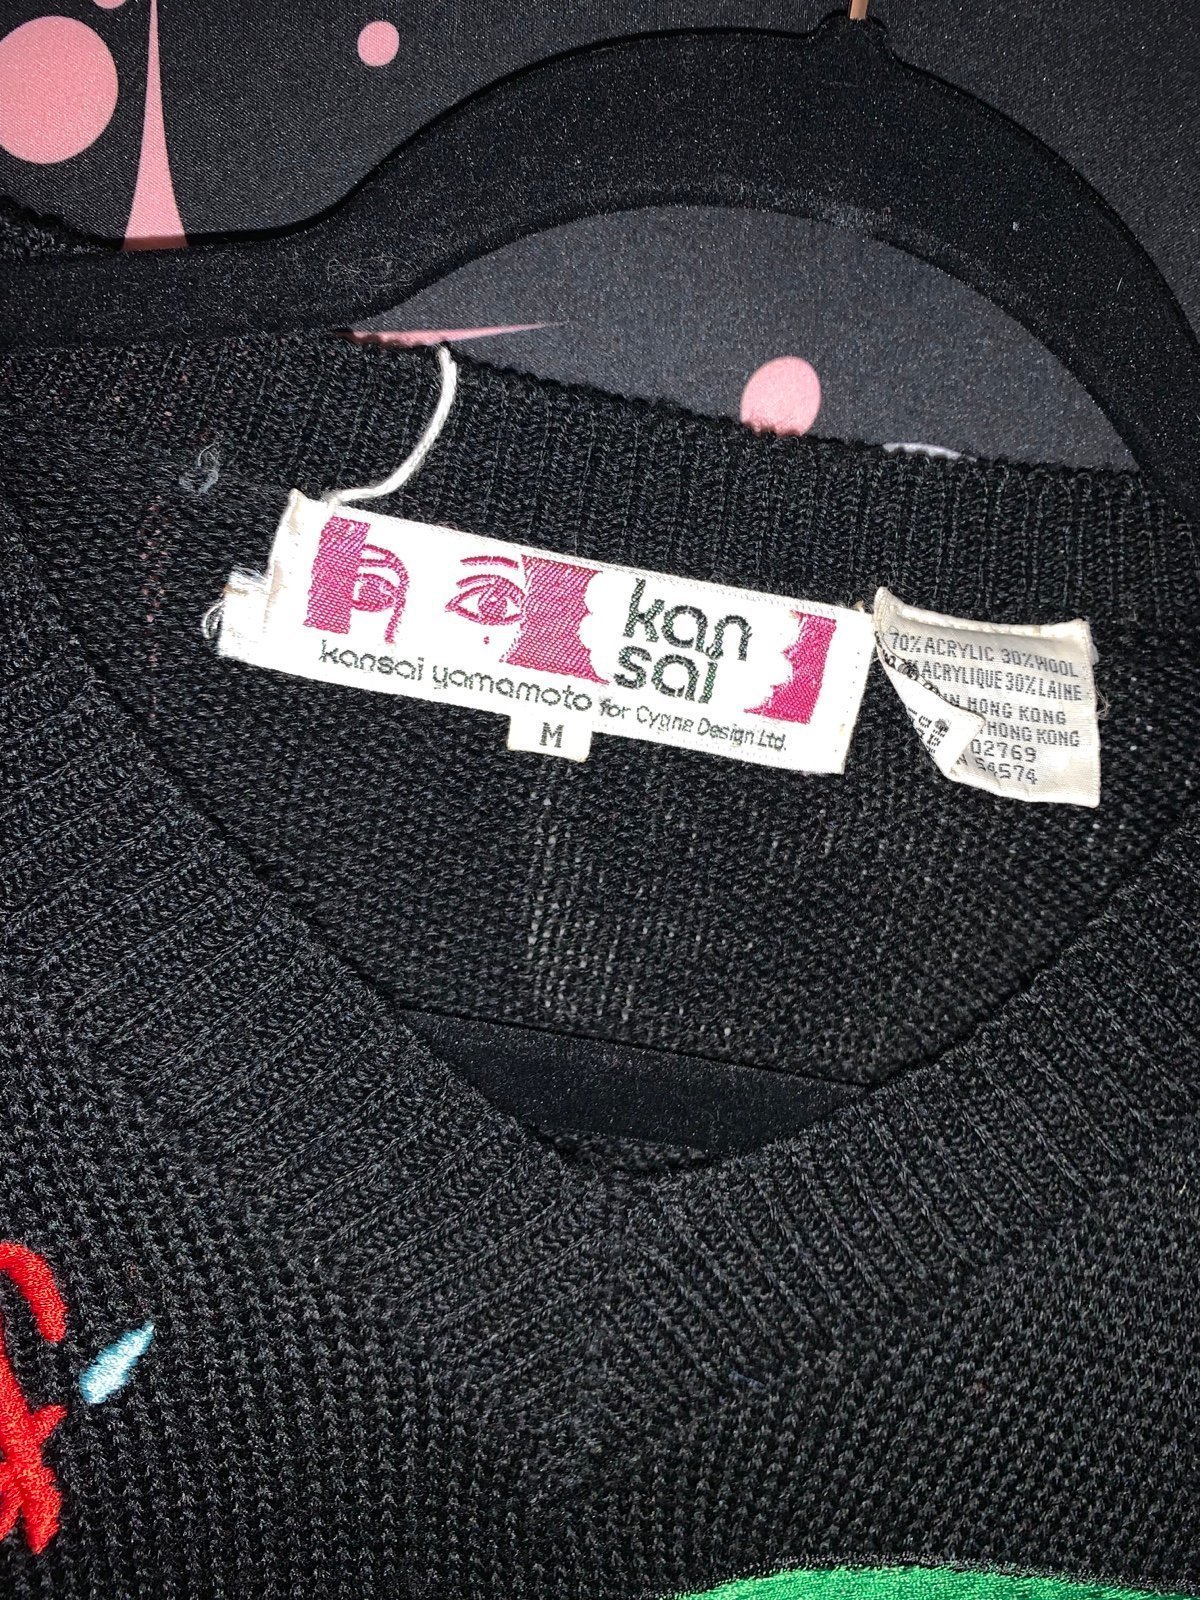 kan
sai
kansai yamamoto for Cygne Design Ltd.
M
70% ACRYLIC 30% WOOL
ACRYLIQUE 30% LAINE
HONG KONG
HONG KONG
02769
54574